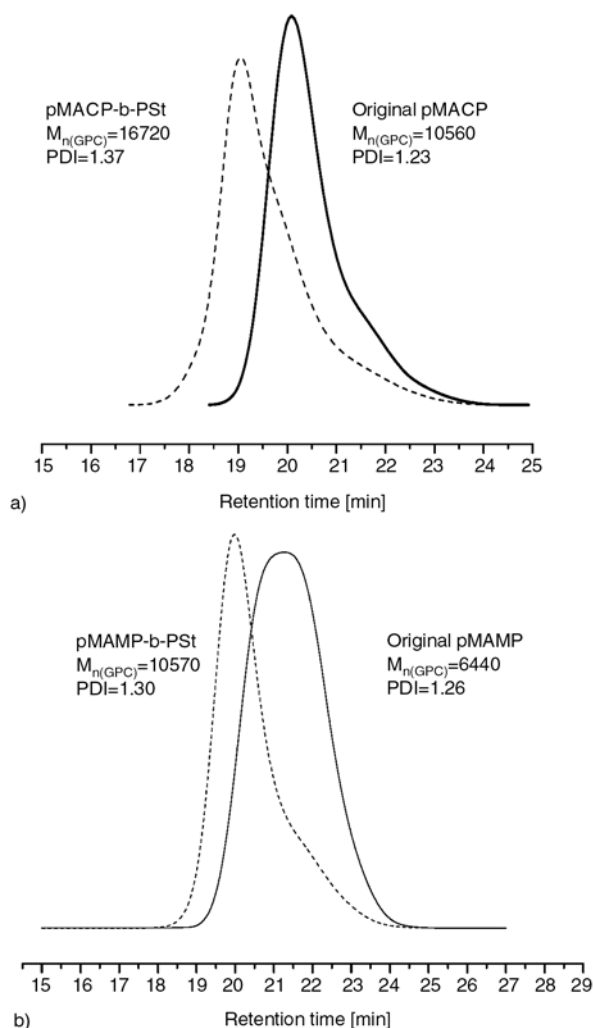 pMACP-b-PSt
Mn(GPC)=16720
PDI=1.37
Original pMACP
Mn(GPC)=10560
PDI=1.23
15 16 17 18 19 20 21 22 23 24 25
a) Retention time [min]
pMAMP-b-PSt
Mn(GPC)=10570
PDI=1.30
Original pMAMP
Mn(GPC)=6440
PDI=1.26
15 16 17 18 19 20 21 22 23 24 25 26 27 28 29
b) Retention time [min]